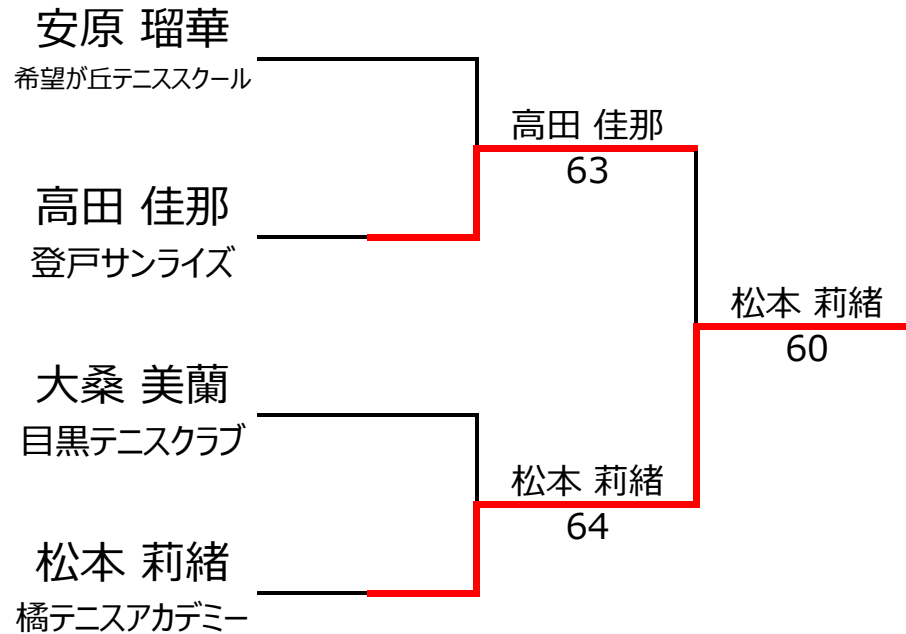 安原 瑠華
希望が丘テニススクール
高田 佳那
63
高田 佳那
登戸サンライズ
松本 莉緒
60
大桑 美蘭
目黒テニスクラブ
松本 莉緒
64
松本 莉緒
橘テニスアカデミー